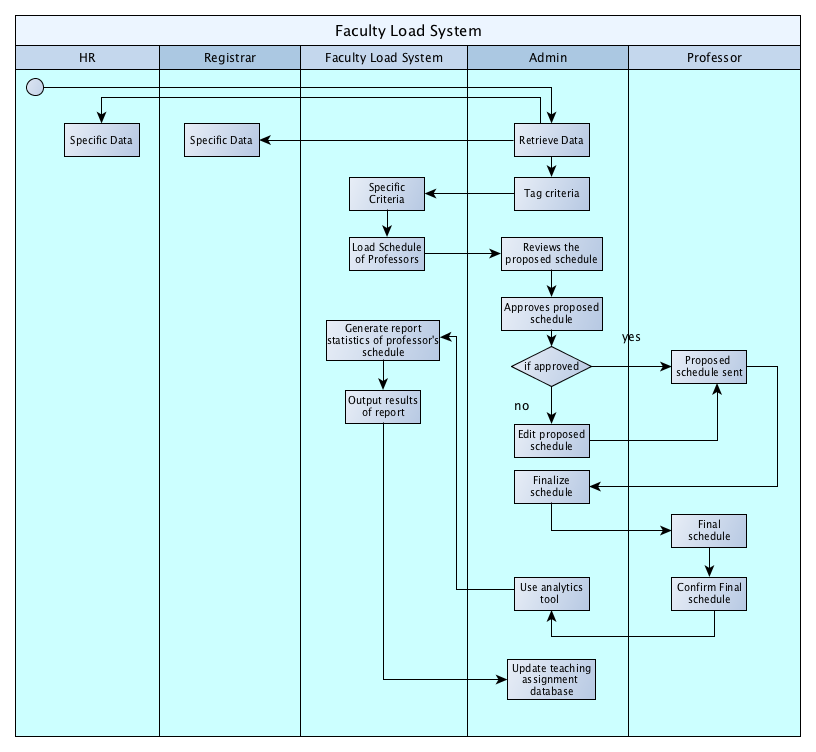 Faculty Load System
HR
Registrar
Faculty Load System
Admin
Professor
Specific Data
Specific Data
Retrieve Data
Specific
Criteria
Tag criteria
Load Schedule
of Professors
Reviews the
proposed schedule
Approves proposed
schedule
Generate report
statistics of professor's
schedule
yes
if approved
Proposed
schedule sent
Output results
of report
no
Edit proposed
schedule
Finalize
schedule
Final
schedule
Use analytics
tool
Confirm Final
schedule
Update teaching
assignment
database